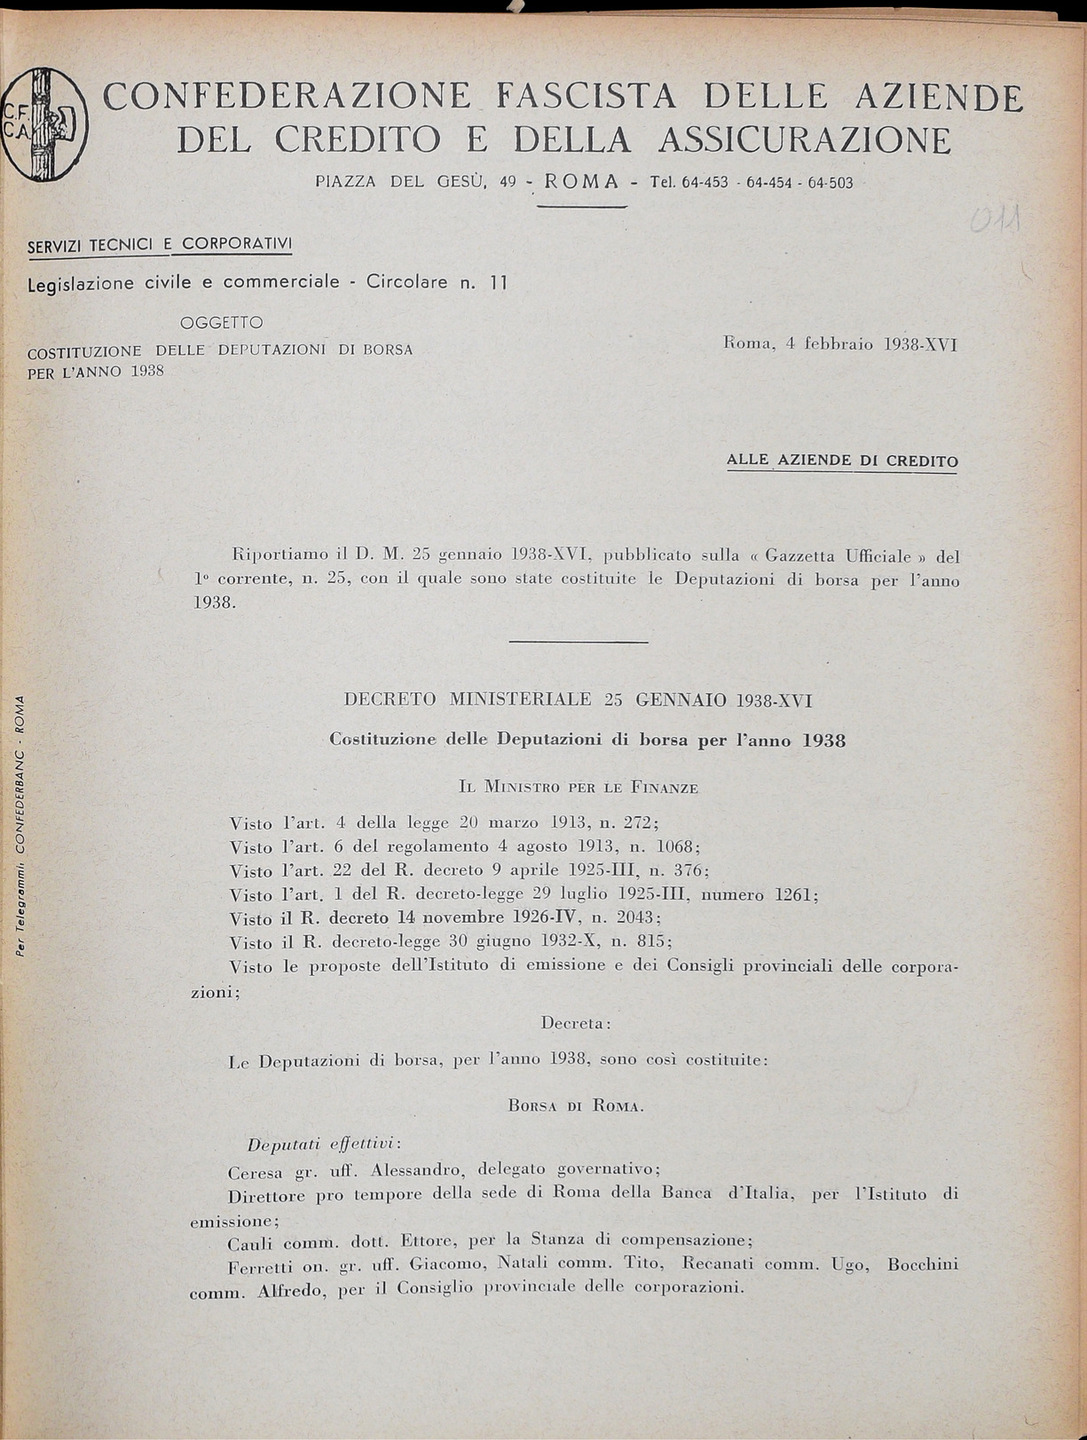 C.F.
C.A.
CONFEDERAZIONE FASCISTA DELLE AZIENDE
DEL CREDITO E DELLA ASSICURAZIONE
PIAZZA DEL GESÙ, 49 - ROMA - Tel. 64-453 - 64-454 - 64-503
011
SERVIZI TECNICI E CORPORATIVI
Legislazione civile e commerciale - Circolare n. 11
OGGETTO
COSTITUZIONE DELLE DEPUTAZIONI DI BORSA
PER L'ANNO 1938
Roma, 4 febbraio 1938-XVI
ALLE AZIENDE DI CREDITO
Riportiamo il D. M. 25 gennaio 1938-XVI, pubblicato sulla « Gazzetta Ufficiale » del
1º corrente, n. 25, con il quale sono state costituite le Deputazioni di borsa per l'anno
1938.
DECRETO MINISTERIALE 25 GENNAIO 1938-XVI
Costituzione delle Deputazioni di borsa per l'anno 1938
IL MINISTRO PER LE FINANZE
Visto l'art. 4 della legge 20 marzo 1913, n. 272;
Visto l'art. 6 del regolamento 4 agosto 1913, n. 1068;
Visto l'art. 22 del R. decreto 9 aprile 1925-III, n. 376;
Visto l'art. 1 del R. decreto-legge 29 luglio 1925-III, numero 1261;
Visto il R. decreto 14 novembre 1926-IV, n. 2043;
Visto il R. decreto-legge 30 giugno 1932-X, n. 815;
Visto le proposte dell'Istituto di emissione e dei Consigli provinciali delle corpora-
zioni;
Decreta:
Le Deputazioni di borsa, per l'anno 1938, sono così costituite:
BORSA DI ROMA.
Deputati effettivi:
Ceresa gr. uff. Alessandro, delegato governativo;
Direttore pro tempore della sede di Roma della Banca d'Italia, per l'Istituto di
emissione;
Cauli comm. dott. Ettore, per la Stanza di compensazione;
Ferretti on. gr. uff. Giacomo, Natali comm. Tito, Recanati comm. Ugo, Bocchini
comm. Alfredo, per il Consiglio provinciale delle corporazioni.
Per Telegrammi: CONFEDERBANC - ROMA